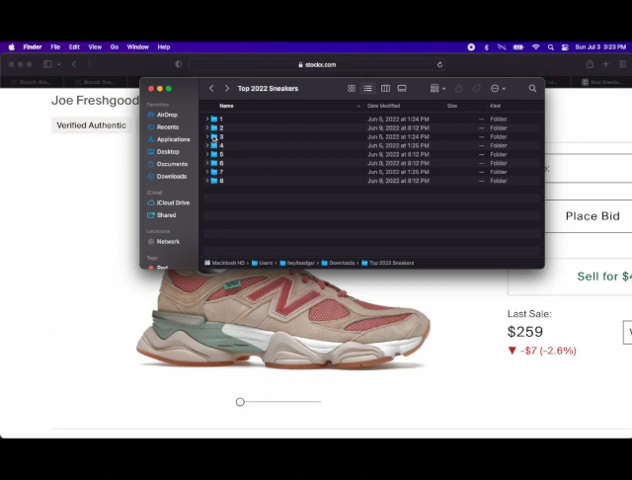 Finder File Edit View Go Window Help Sun Jul 3 3:23 PM
stockx.com
Joe Freshgood
Verified Authentic
Top 2022 Sneakers
Favorites
AirDrop
Recents
Applications
Desktop
Documents
Downloads
iCloud
iCloud Drive
Shared
Locations
Network
Tags
Red
Name Date Modified Size Kind
1 Jun 5, 2022 at 1:24 PM -- Folder
2 Jun 9, 2022 at 8:12 PM -- Folder
3 Jun 5, 2022 at 1:24 PM -- Folder
4 Jun 5, 2022 at 1:25 PM -- Folder
5 Jun 9, 2022 at 8:12 PM -- Folder
6 Jun 9, 2022 at 8:12 PM -- Folder
7 Jun 5, 2022 at 1:25 PM -- Folder
8 Jun 9, 2022 at 8:12 PM -- Folder
Macintosh HD › Users › › Downloads › Top 2022 Sneakers
Place Bid
Sell for $4
Last Sale:
$259
▼ -$7 (-2.6%)
N